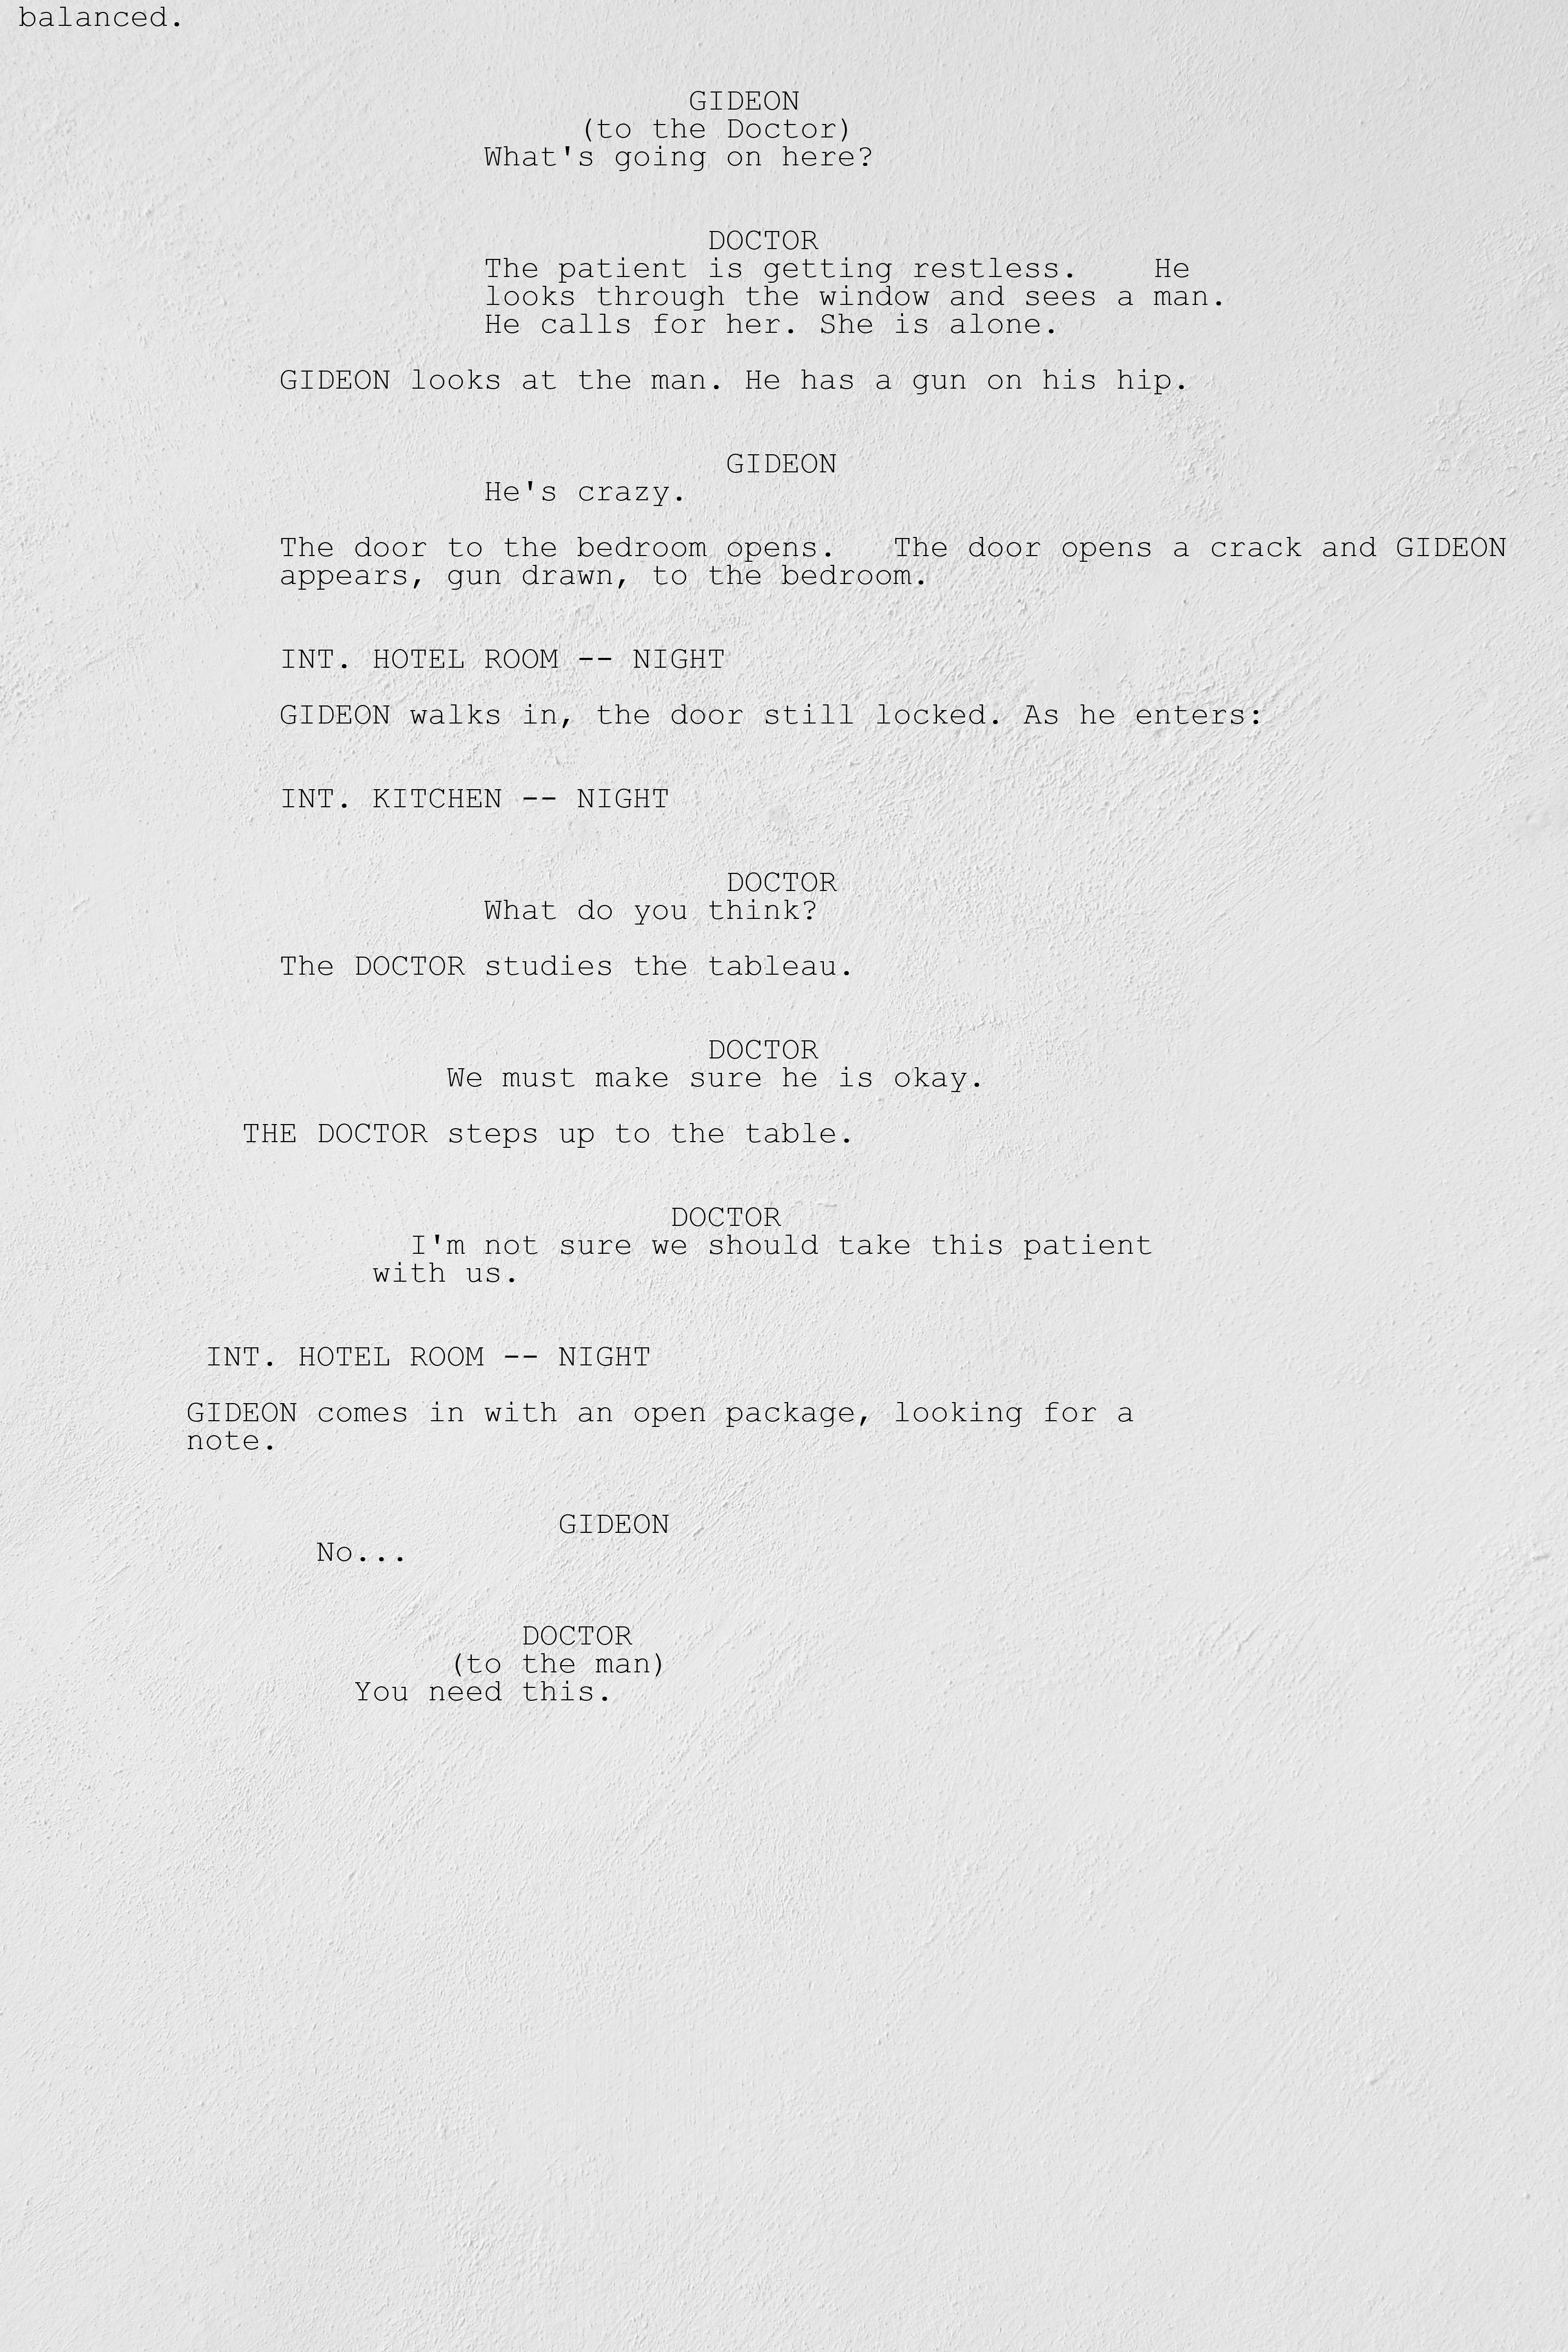 balanced.
GIDEON
(to the Doctor)
What's going on here?
DOCTOR
The patient is getting restless. He
looks through the window and sees a man.
He calls for her. She is alone.
GIDEON looks at the man. He has a gun on his hip.
GIDEON
He's crazy.
The door to the bedroom opens. The door opens a crack and GIDEON
appears, gun drawn, to the bedroom.
INT. HOTEL ROOM -- NIGHT
GIDEON walks in, the door still locked. As he enters:
INT. KITCHEN -- NIGHT
DOCTOR
What do you think?
The DOCTOR studies the tableau.
DOCTOR
We must make sure he is okay.
THE DOCTOR steps up to the table.
DOCTOR
I'm not sure we should take this patient
with us.
INT. HOTEL ROOM -- NIGHT
GIDEON comes in with an open package, looking for a
note.
GIDEON
No...
DOCTOR
(to the man)
You need this.